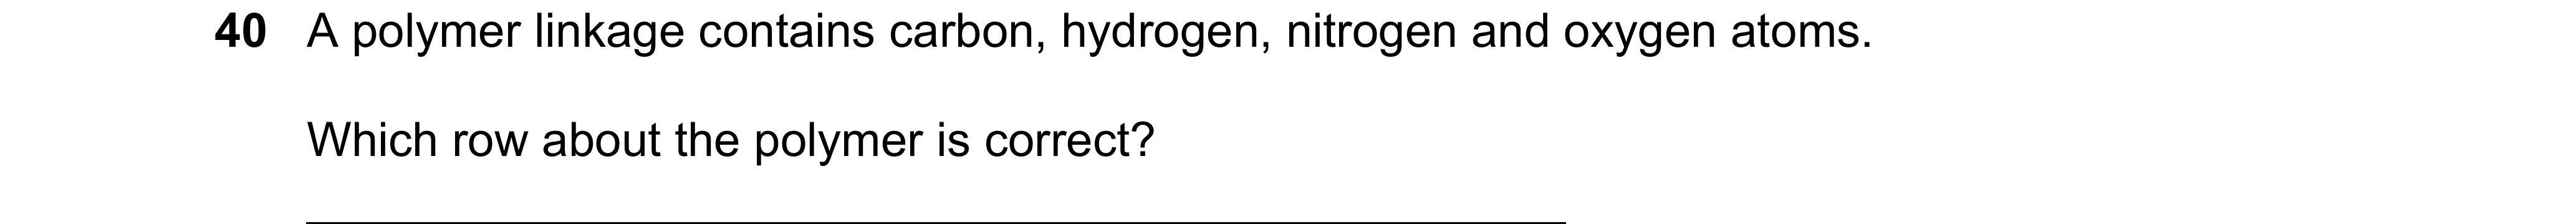 40 A polymer linkage contains carbon, hydrogen, nitrogen and oxygen atoms.
Which row about the polymer is correct?